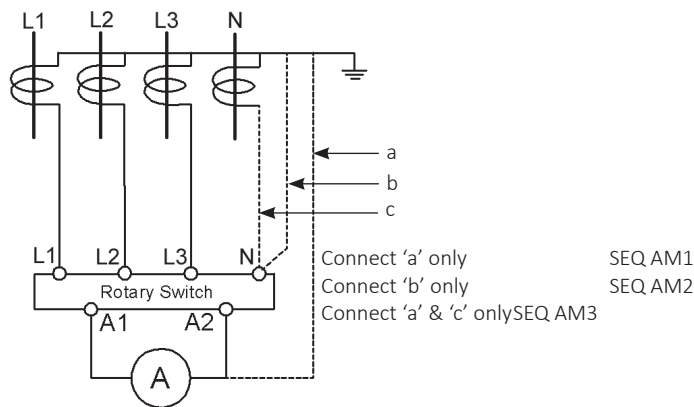 L1 L2 L3 N
a
b
c
L1 L2 L3 N
Connect ‘a’ only SEQ AM1
Rotary Switch Connect ‘b’ only SEQ AM2
A1 A2 Connect ‘a’ & ‘c’ onlySEQ AM3
A